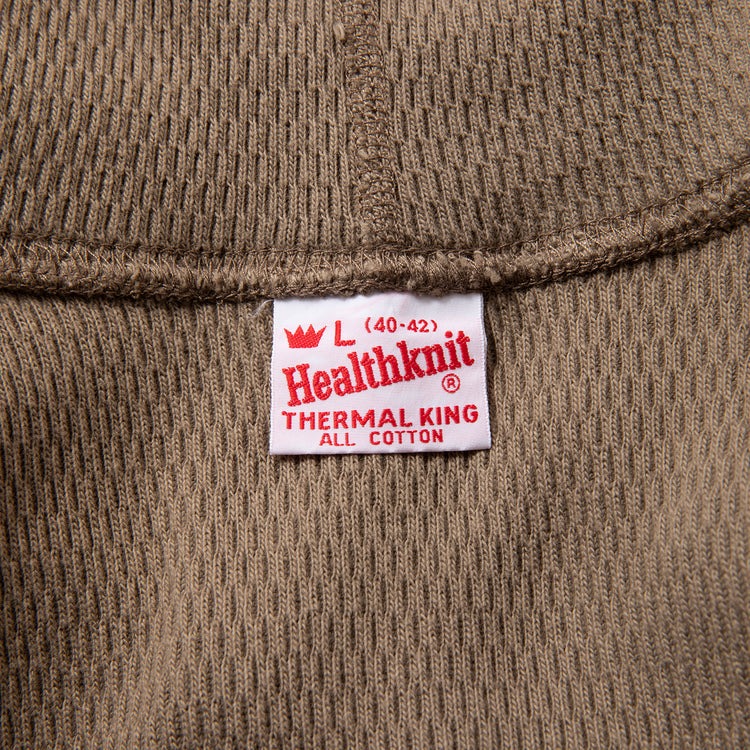 L (40-42)
Healthknit
®
THERMAL KING
ALL COTTON